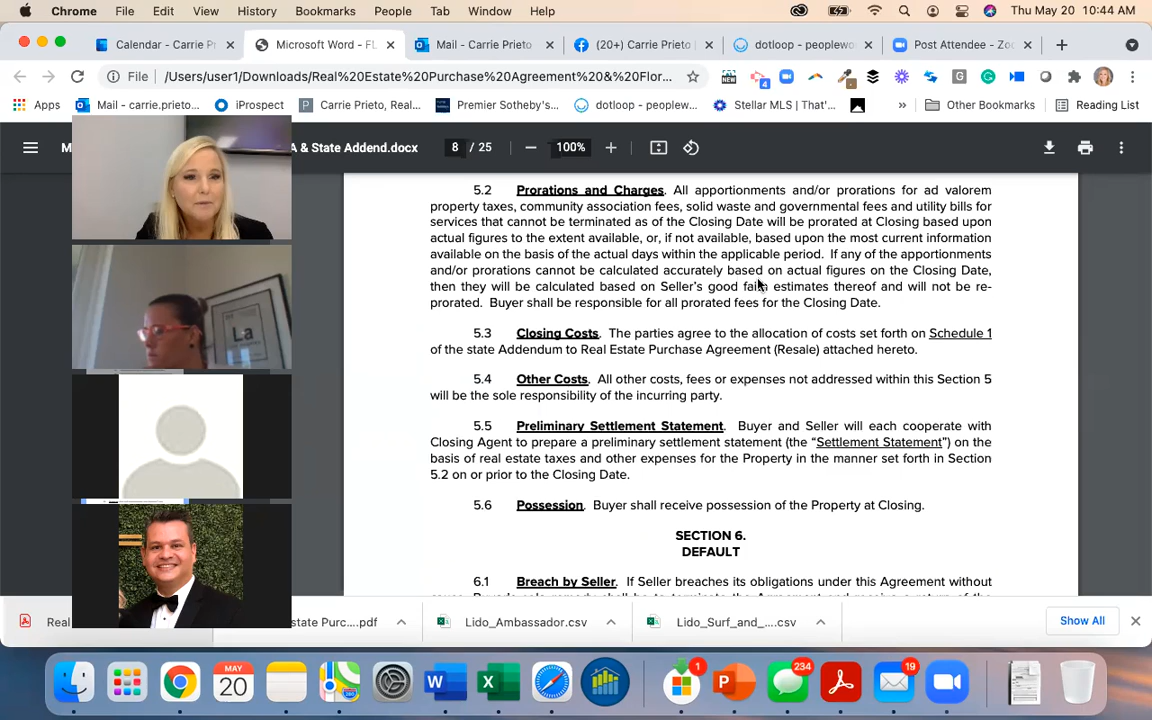 Chrome File Edit View History Bookmarks People Tab Window Help Thu May 20 10:44 AM
Calendar - Carrie Pr Microsoft Word - FL Mail - Carrie Prieto (20+) Carrie Prieto dotloop - peoplewo Post Attendee - Zoo
File /Users/user1/Downloads/Real%20Estate%20Purchase%20Agreement%20&%20Flor...
NEW 4
Apps Mail - carrie.prieto... iProspect Carrie Prieto, Real... Premier Sotheby's... dotloop - peoplew... Stellar MLS | That'... » Other Bookmarks Reading List
A & State Addend.docx 8 / 25 100%
5.2 Prorations and Charges. All apportionments and/or prorations for ad valorem
property taxes, community association fees, solid waste and governmental fees and utility bills for
services that cannot be terminated as of the Closing Date will be prorated at Closing based upon
actual figures to the extent available, or, if not available, based upon the most current information
available on the basis of the actual days within the applicable period. If any of the apportionments
and/or prorations cannot be calculated accurately based on actual figures on the Closing Date,
then they will be calculated based on Seller's good faith estimates thereof and will not be re-
prorated. Buyer shall be responsible for all prorated fees for the Closing Date.
La
5.3 Closing Costs. The parties agree to the allocation of costs set forth on Schedule 1
of the state Addendum to Real Estate Purchase Agreement (Resale) attached hereto.
5.4 Other Costs. All other costs, fees or expenses not addressed within this Section 5
will be the sole responsibility of the incurring party.
5.5 Preliminary Settlement Statement. Buyer and Seller will each cooperate with
Closing Agent to prepare a preliminary settlement statement (the “Settlement Statement”) on the
basis of real estate taxes and other expenses for the Property in the manner set forth in Section
5.2 on or prior to the Closing Date.
5.6 Possession. Buyer shall receive possession of the Property at Closing.
SECTION 6.
DEFAULT
6.1 Breach by Seller. If Seller breaches its obligations under this Agreement without
Real state Purc....pdf Lido_Ambassador.csv Lido_Surf_and_....csv Show All
MAY
20
1 234 19